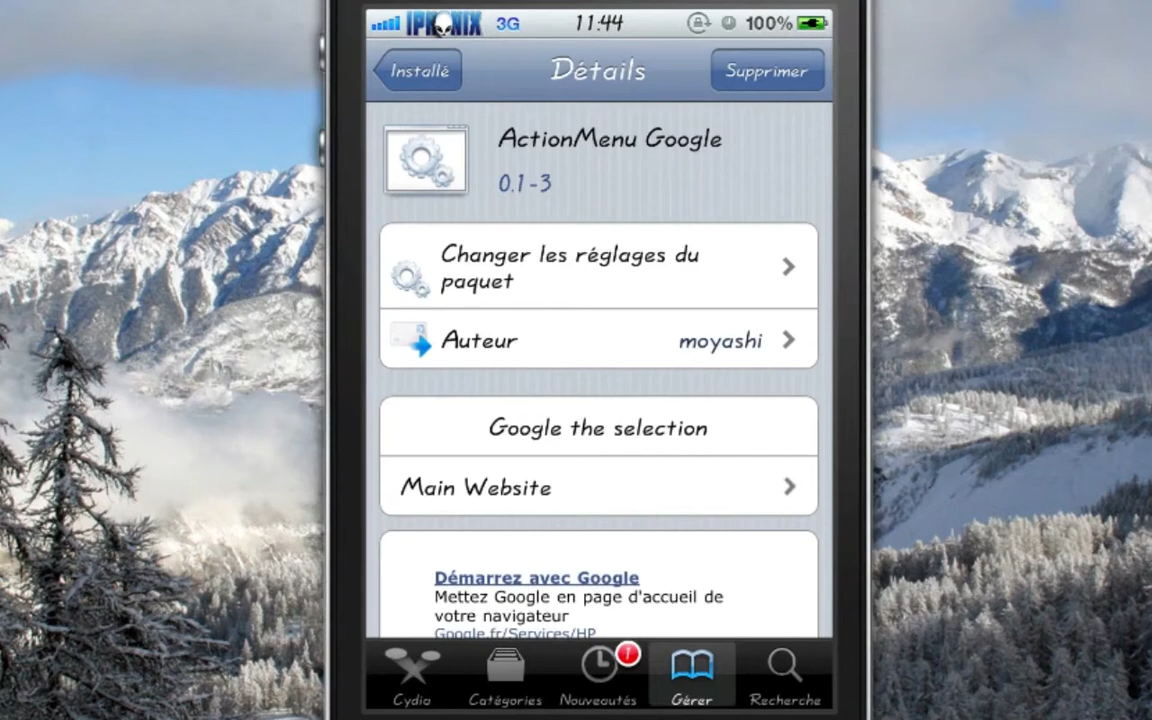 IPHONIX 3G 11:44 100%
Installé Détails Supprimer
ActionMenu Google
0.1-3
Changer les réglages du
paquet
Auteur moyashi
Google the selection
Main Website
Démarrez avec Google
Mettez Google en page d'accueil de
votre navigateur
Google.fr/Services/HP
1
Cydia Catégories Nouveautés Gérer Recherche